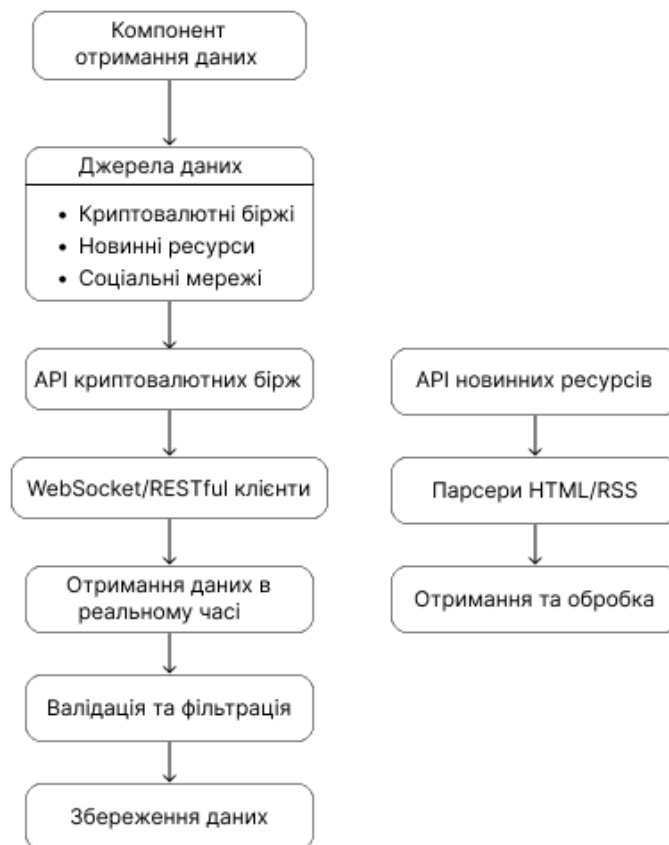 Компонент
отримання даних
Джерела даних
• Криптовалютні біржі
• Новинні ресурси
• Соціальні мережі
API криптовалютних бірж
WebSocket/RESTful клієнти
Отримання даних в
реальному часі
Валідація та фільтрація
Збереження даних
API новинних ресурсів
Парсери HTML/RSS
Отримання та обробка